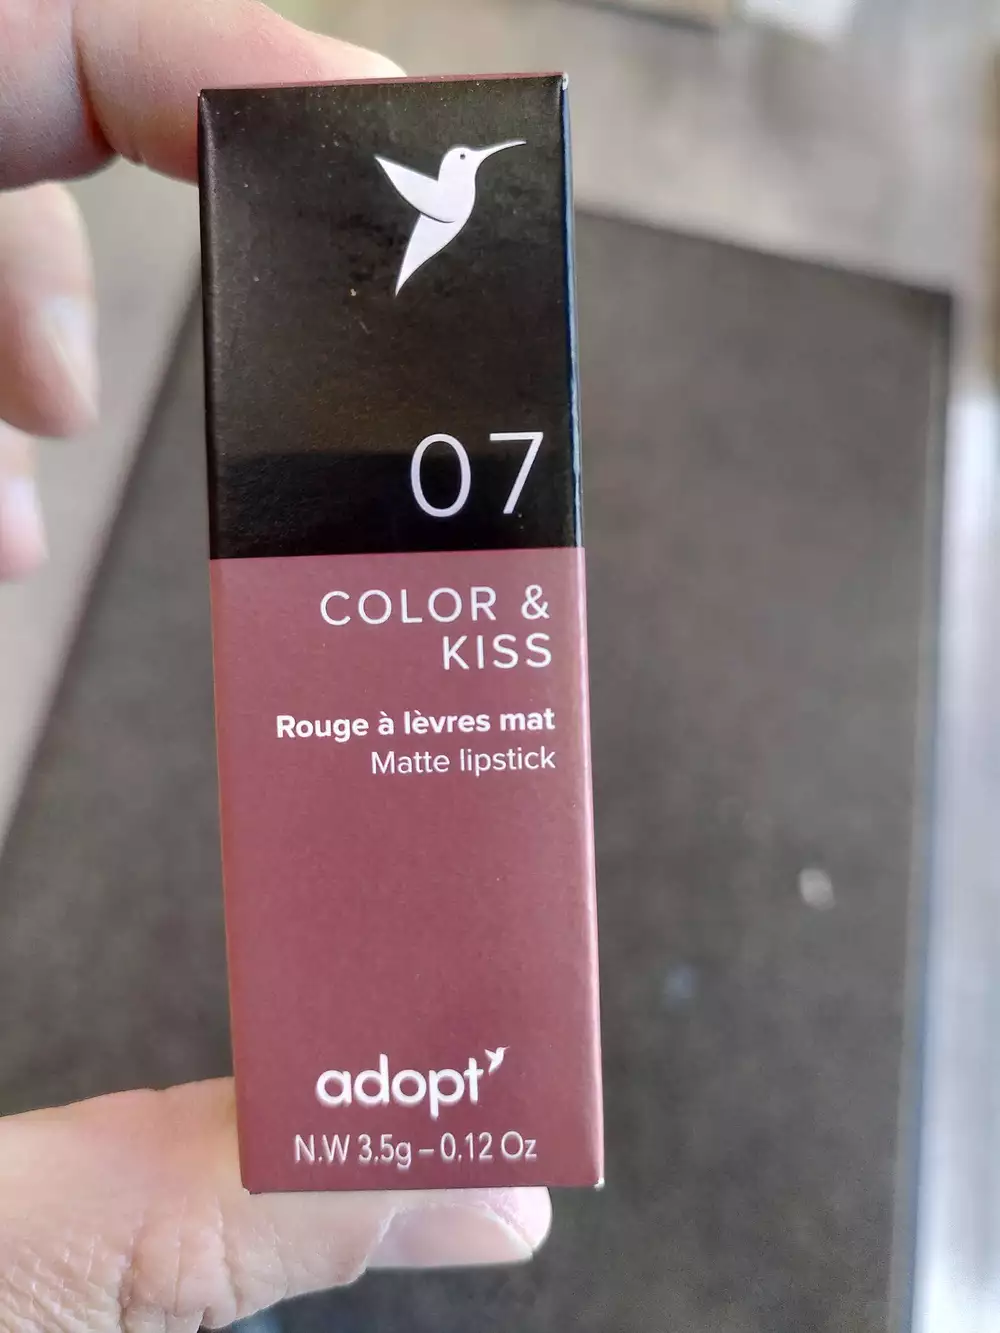 07
COLOR &
KISS
Rouge à lèvres mat
Matte lipstick
adopt
N.W 3,5g – 0.12 Oz